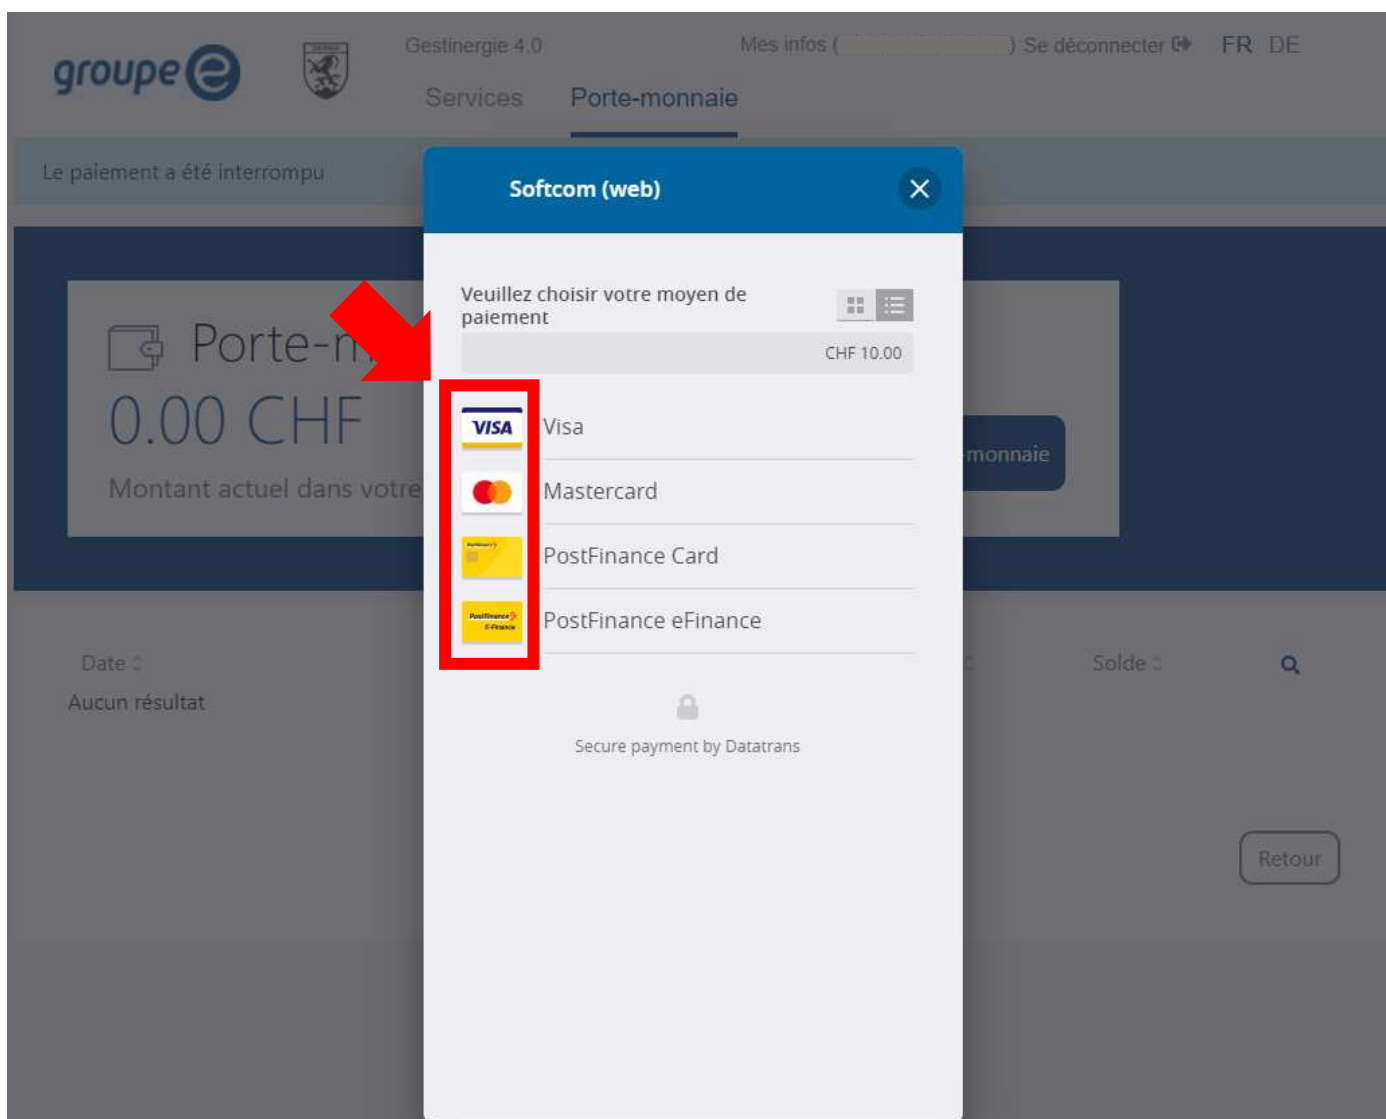 groupe e
Gestinergie 4.0
Mes infos (
) Se déconnecter
FR DE
Services
Porte-monnaie
Le paiement a été interrompu
Softcom (web)
Veuillez choisir votre moyen de
paiement
CHF 10.00
Porte-m
0.00 CHF
Montant actuel dans votre
-monnaie
VISA
Visa
Mastercard
PostFinance Card
PostFinance
E-Finance
PostFinance eFinance
Date
Solde
Aucun résultat
Secure payment by Datatrans
Retour